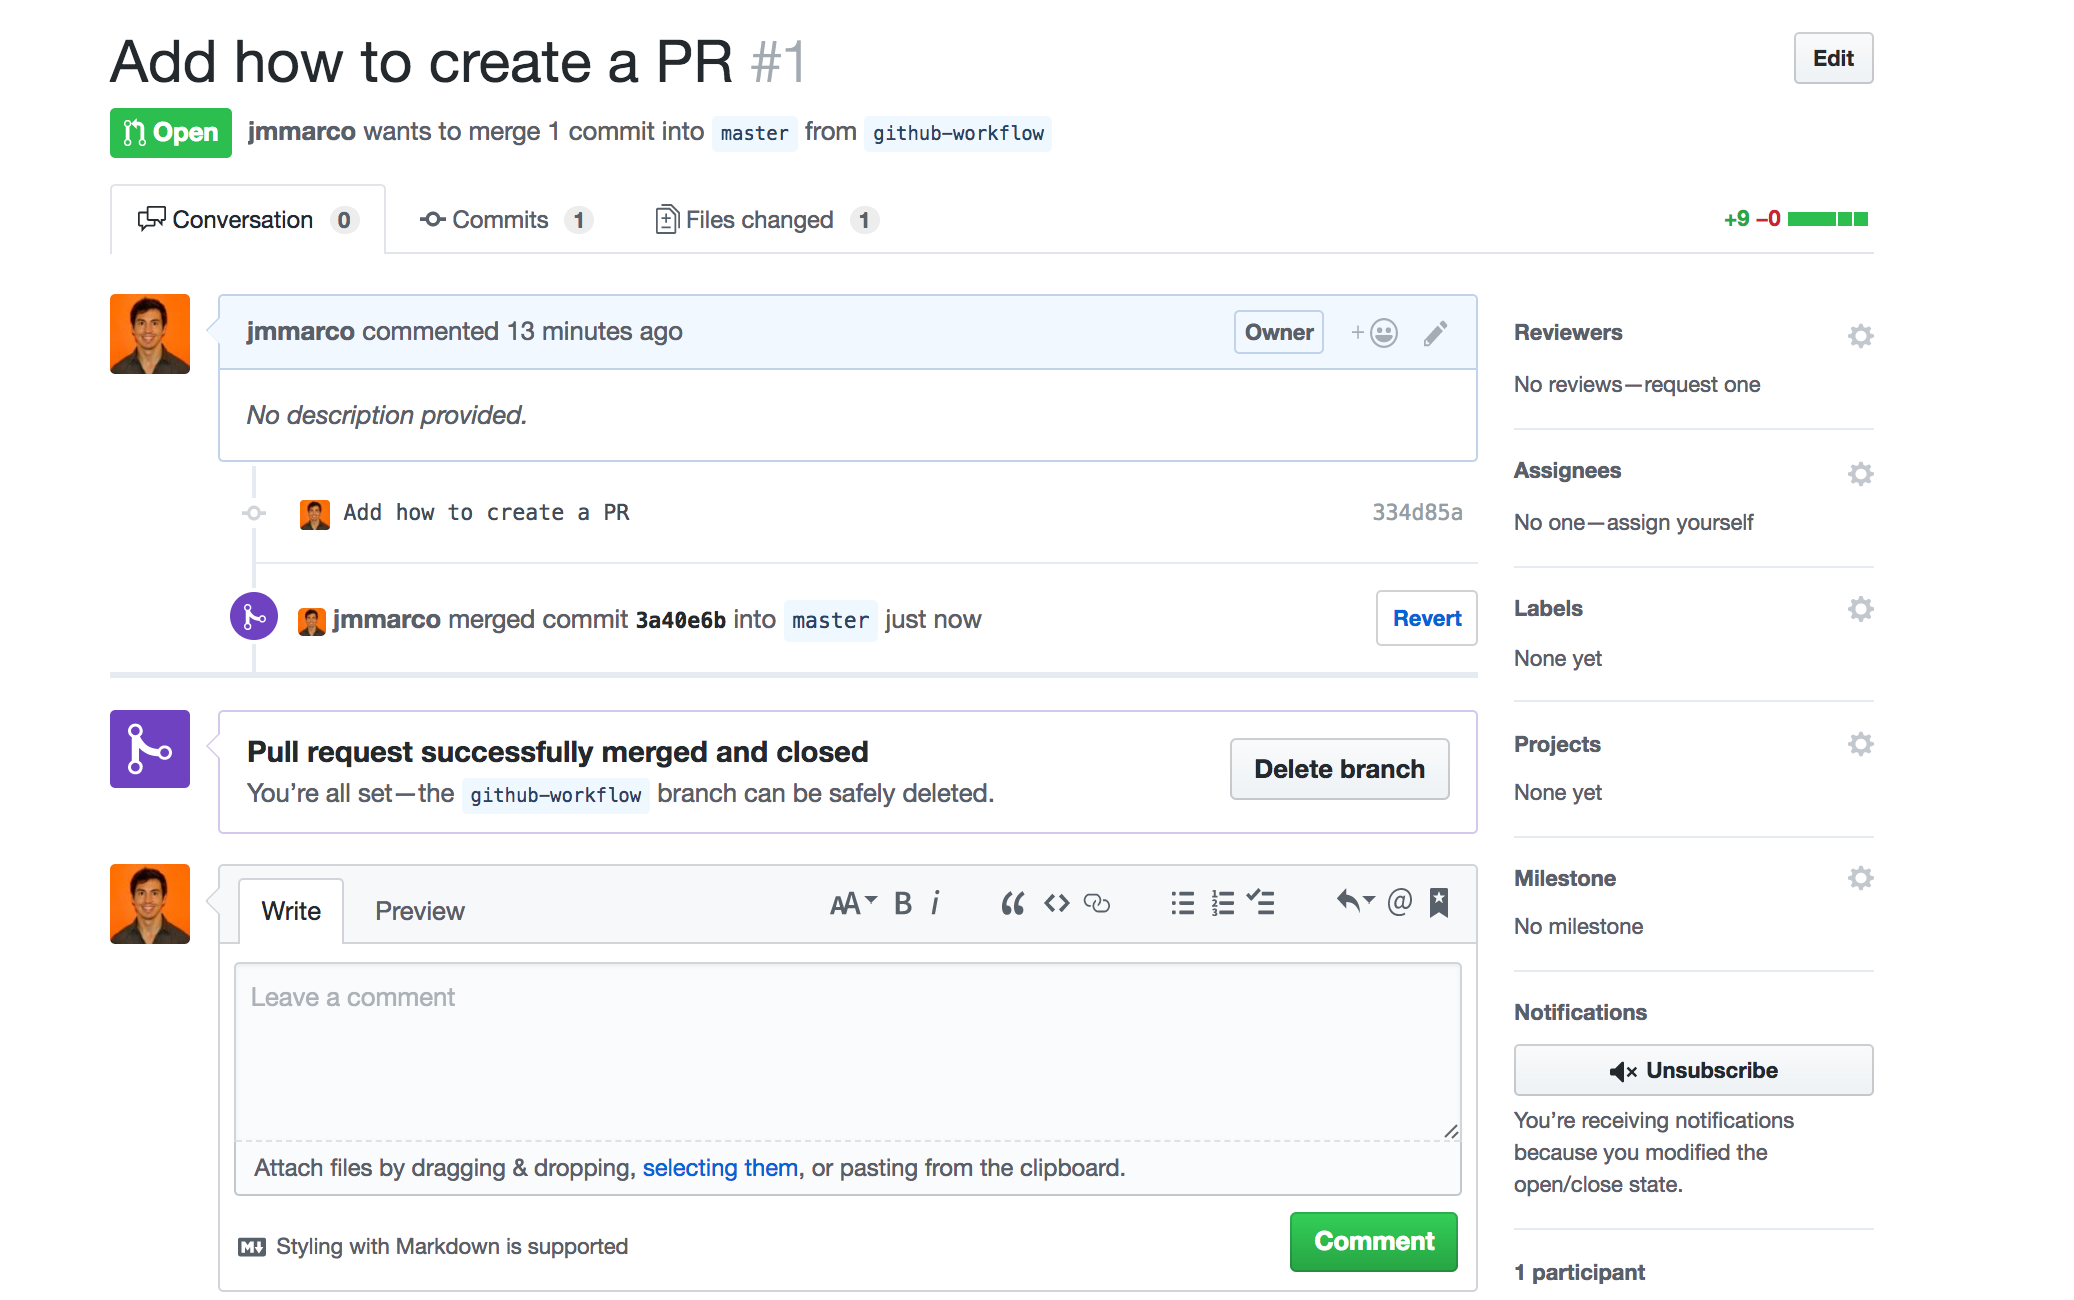 Add how to create a PR #1
Edit
Open
jmmarco wants to merge 1 commit into master from github-workflow
Conversation 0
Commits 1
Files changed 1
+9 −0
jmmarco commented 13 minutes ago
Owner
No description provided.
Add how to create a PR
334d85a
jmmarco merged commit 3a40e6b into master just now
Revert
Pull request successfully merged and closed
You’re all set—the github-workflow branch can be safely deleted.
Delete branch
Write
Preview
AA B i
Leave a comment
Attach files by dragging & dropping, selecting them, or pasting from the clipboard.
Styling with Markdown is supported
Comment
Reviewers
No reviews—request one
Assignees
No one—assign yourself
Labels
None yet
Projects
None yet
Milestone
No milestone
Notifications
Unsubscribe
You’re receiving notifications
because you modified the
open/close state.
1 participant